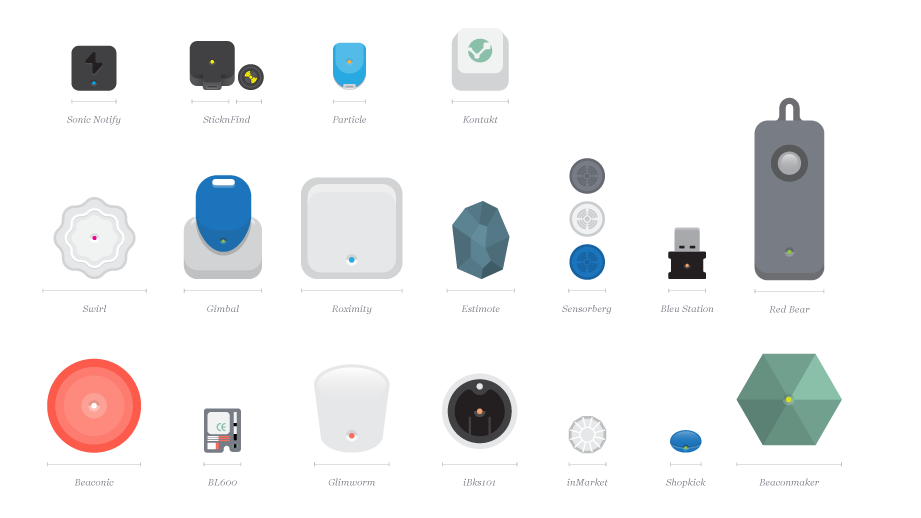 Sonic Notify
SticknFind
Particle
Kontakt
Swirl
Gimbal
Roximity
Estimote
Sensorberg
Bleu Station
Red Bear
CE
Beaconic
BL600
Glimworm
iBks101
inMarket
Shopkick
Beaconmaker